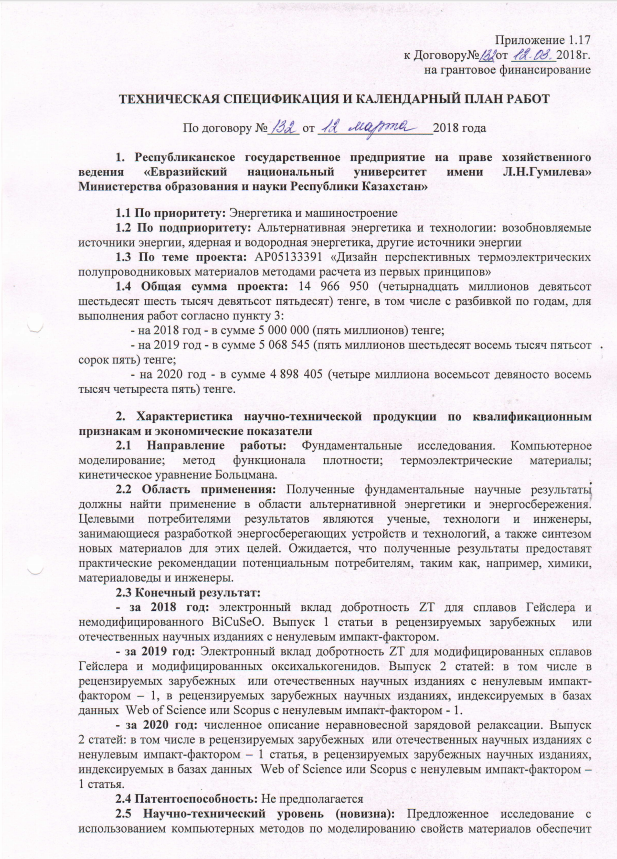 Приложение 1.17
к Договору№132от 12.03.2018г.
на грантовое финансирование
ТЕХНИЧЕСКАЯ СПЕЦИФИКАЦИЯ И КАЛЕНДАРНЫЙ ПЛАН РАБОТ
По договору № 132 от 12 марта 2018 года
1. Республиканское государственное предприятие на праве хозяйственного
ведения «Евразийский национальный университет имени Л.Н.Гумилева»
Министерства образования и науки Республики Казахстан»
1.1 По приоритету: Энергетика и машиностроение
1.2 По подприоритету: Альтернативная энергетика и технологии: возобновляемые
источники энергии, ядерная и водородная энергетика, другие источники энергии
1.3 По теме проекта: AP05133391 «Дизайн перспективных термоэлектрических
полупроводниковых материалов методами расчета из первых принципов»
1.4 Общая сумма проекта: 14 966 950 (четырнадцать миллионов девятьсот
шестьдесят шесть тысяч девятьсот пятьдесят) тенге, в том числе с разбивкой по годам, для
выполнения работ согласно пункту 3:
- на 2018 год - в сумме 5 000 000 (пять миллионов) тенге;
- на 2019 год - в сумме 5 068 545 (пять миллионов шестьдесят восемь тысяч пятьсот
сорок пять) тенге;
- на 2020 год - в сумме 4 898 405 (четыре миллиона восемьсот девяносто восемь
тысяч четыреста пять) тенге.
2. Характеристика научно-технической продукции по квалификационным
признакам и экономические показатели
2.1 Направление работы: Фундаментальные исследования. Компьютерное
моделирование; метод функционала плотности; термоэлектрические материалы;
кинетическое уравнение Больцмана.
2.2 Область применения: Полученные фундаментальные научные результаты
должны найти применение в области альтернативной энергетики и энергосбережения.
Целевыми потребителями результатов являются ученые, технологи и инженеры,
занимающиеся разработкой энергосберегающих устройств и технологий, а также синтезом
новых материалов для этих целей. Ожидается, что полученные результаты предоставят
практические рекомендации потенциальным потребителям, таким как, например, химики,
материаловеды и инженеры.
2.3 Конечный результат:
- за 2018 год: электронный вклад добротность ZT для сплавов Гейслера и
немодифицированного BiCuSeO. Выпуск 1 статьи в рецензируемых зарубежных или
отечественных научных изданиях с ненулевым импакт-фактором.
- за 2019 год: Электронный вклад добротность ZT для модифицированных сплавов
Гейслера и модифицированных оксихалькогенидов. Выпуск 2 статей: в том числе в
рецензируемых зарубежных или отечественных научных изданиях с ненулевым импакт-
фактором – 1, в рецензируемых зарубежных научных изданиях, индексируемых в базах
данных Web of Science или Scopus с ненулевым импакт-фактором - 1.
- за 2020 год: численное описание неравновесной зарядовой релаксации. Выпуск
2 статей: в том числе в рецензируемых зарубежных или отечественных научных изданиях с
ненулевым импакт-фактором – 1 статья, в рецензируемых зарубежных научных изданиях,
индексируемых в базах данных Web of Science или Scopus с ненулевым импакт-фактором –
1 статья.
2.4 Патентоспособность: Не предполагается
2.5 Научно-технический уровень (новизна): Предложенное исследование с
использованием компьютерных методов по моделированию свойств материалов обеспечит